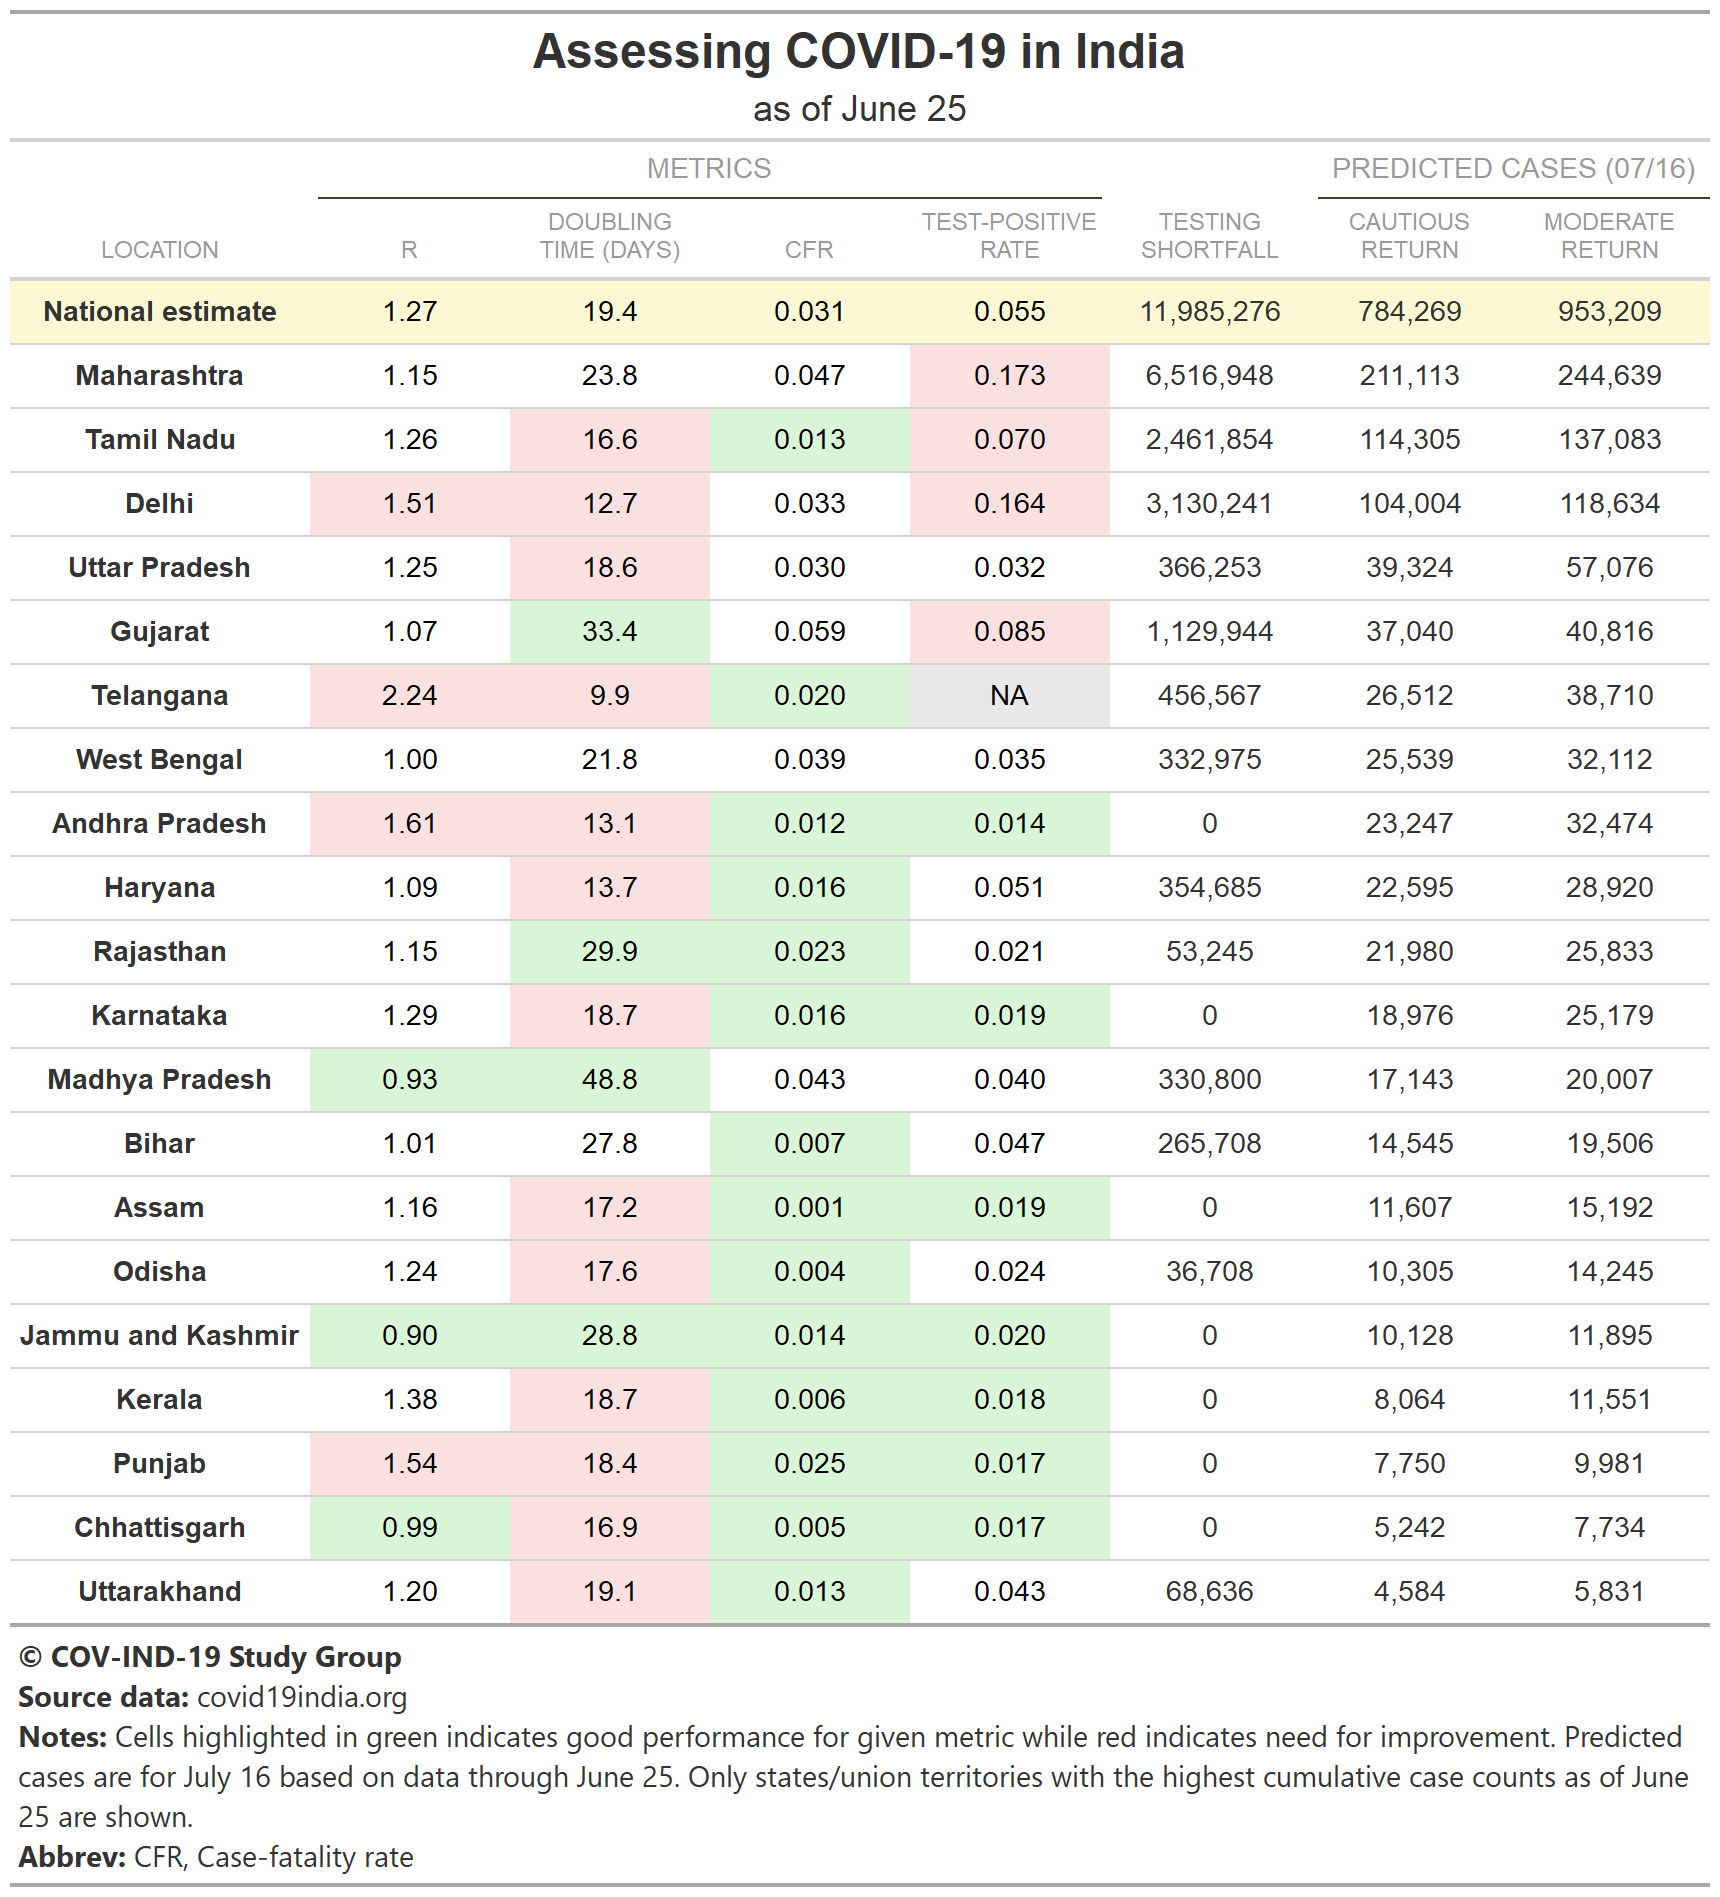 Assessing COVID-19 in India
as of June 25
METRICS PREDICTED CASES (07/16)
LOCATION R DOUBLING TIME (DAYS) CFR TEST-POSITIVE RATE TESTING SHORTFALL CAUTIOUS RETURN MODERATE RETURN
National estimate 1.27 19.4 0.031 0.055 11,985,276 784,269 953,209
Maharashtra 1.15 23.8 0.047 0.173 6,516,948 211,113 244,639
Tamil Nadu 1.26 16.6 0.013 0.070 2,461,854 114,305 137,083
Delhi 1.51 12.7 0.033 0.164 3,130,241 104,004 118,634
Uttar Pradesh 1.25 18.6 0.030 0.032 366,253 39,324 57,076
Gujarat 1.07 33.4 0.059 0.085 1,129,944 37,040 40,816
Telangana 2.24 9.9 0.020 NA 456,567 26,512 38,710
West Bengal 1.00 21.8 0.039 0.035 332,975 25,539 32,112
Andhra Pradesh 1.61 13.1 0.012 0.014 0 23,247 32,474
Haryana 1.09 13.7 0.016 0.051 354,685 22,595 28,920
Rajasthan 1.15 29.9 0.023 0.021 53,245 21,980 25,833
Karnataka 1.29 18.7 0.016 0.019 0 18,976 25,179
Madhya Pradesh 0.93 48.8 0.043 0.040 330,800 17,143 20,007
Bihar 1.01 27.8 0.007 0.047 265,708 14,545 19,506
Assam 1.16 17.2 0.001 0.019 0 11,607 15,192
Odisha 1.24 17.6 0.004 0.024 36,708 10,305 14,245
Jammu and Kashmir 0.90 28.8 0.014 0.020 0 10,128 11,895
Kerala 1.38 18.7 0.006 0.018 0 8,064 11,551
Punjab 1.54 18.4 0.025 0.017 0 7,750 9,981
Chhattisgarh 0.99 16.9 0.005 0.017 0 5,242 7,734
Uttarakhand 1.20 19.1 0.013 0.043 68,636 4,584 5,831
© COV-IND-19 Study Group
Source data: covid19india.org
Notes: Cells highlighted in green indicates good performance for given metric while red indicates need for improvement. Predicted
cases are for July 16 based on data through June 25. Only states/union territories with the highest cumulative case counts as of June
25 are shown.
Abbrev: CFR, Case-fatality rate